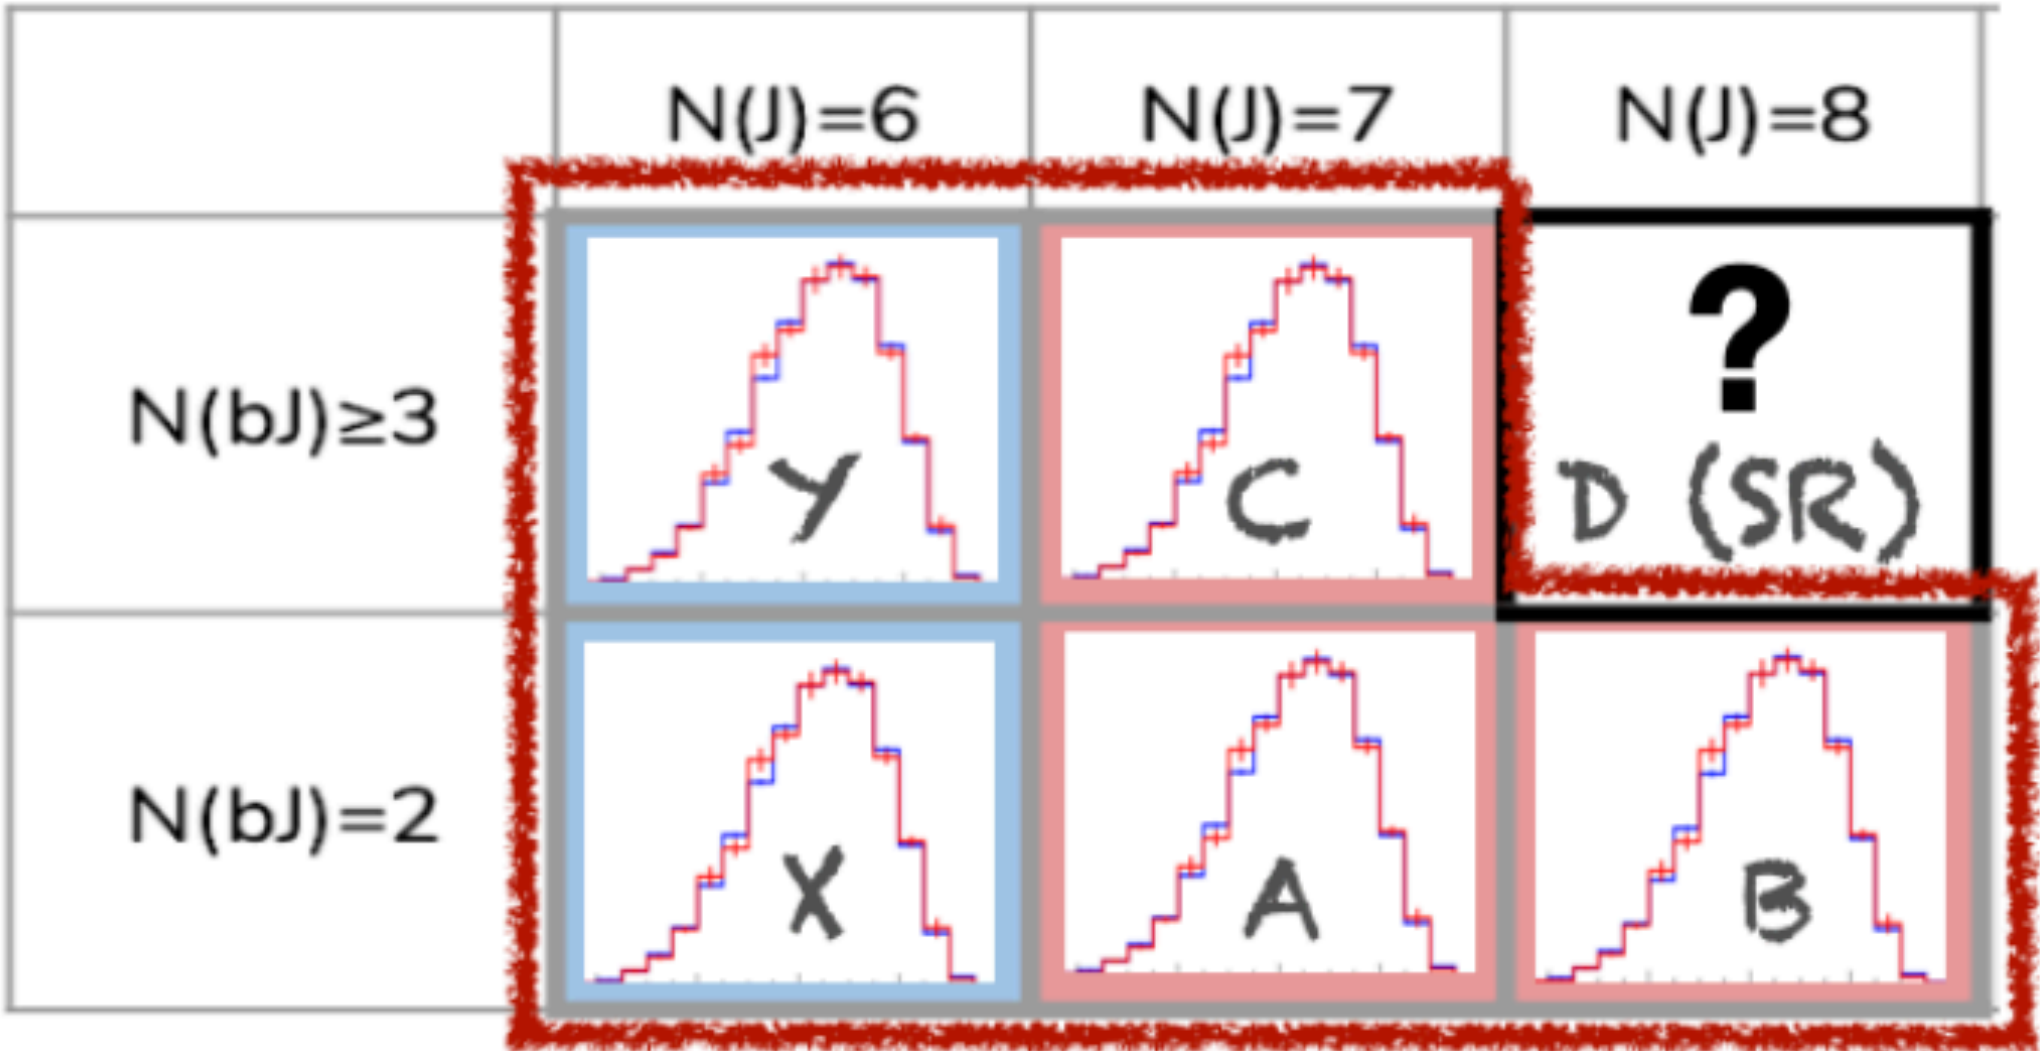 N(J)=6 N(J)=7 N(J)=8
N(bJ)≥3 Y C ? D (SR)
N(bJ)=2 X A B